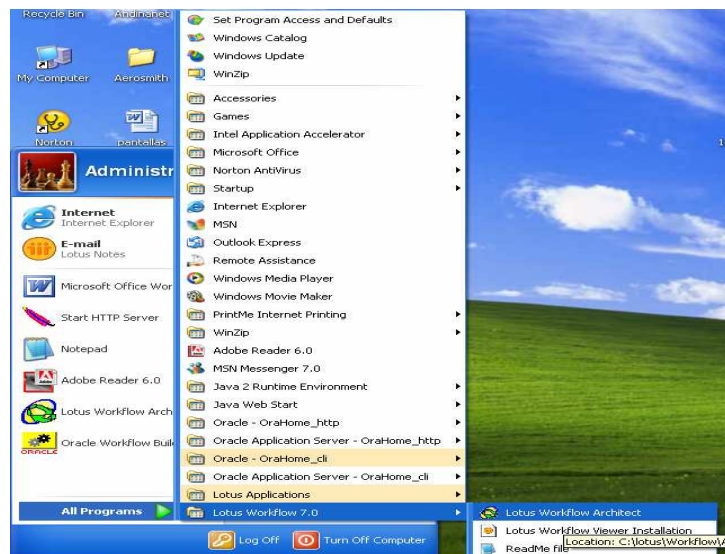 Recycle Bin
Andinanet
My Computer
Aerosmith
Norton
pantallas
1
Administr
Internet
Internet Explorer
E-mail
Lotus Notes
Microsoft Office Wor
Start HTTP Server
Notepad
Adobe Reader 6.0
Lotus Workflow Arch
Oracle Workflow Buil
ORACLE
All Programs
Log Off
Turn Off Computer
Set Program Access and Defaults
Windows Catalog
Windows Update
WinZip
Accessories
Games
Intel Application Accelerator
Microsoft Office
Norton AntiVirus
Startup
Internet Explorer
MSN
Outlook Express
Remote Assistance
Windows Media Player
Windows Movie Maker
PrintMe Internet Printing
WinZip
Adobe Reader 6.0
MSN Messenger 7.0
Java 2 Runtime Environment
Java Web Start
Oracle - OraHome_http
Oracle Application Server - OraHome_http
Oracle - OraHome_cli
Oracle Application Server - OraHome_cli
Lotus Applications
Lotus Workflow 7.0
Lotus Workflow Architect
Lotus Workflow Viewer Installation
ReadMe file
Location: C:\lotus\Workflow\A